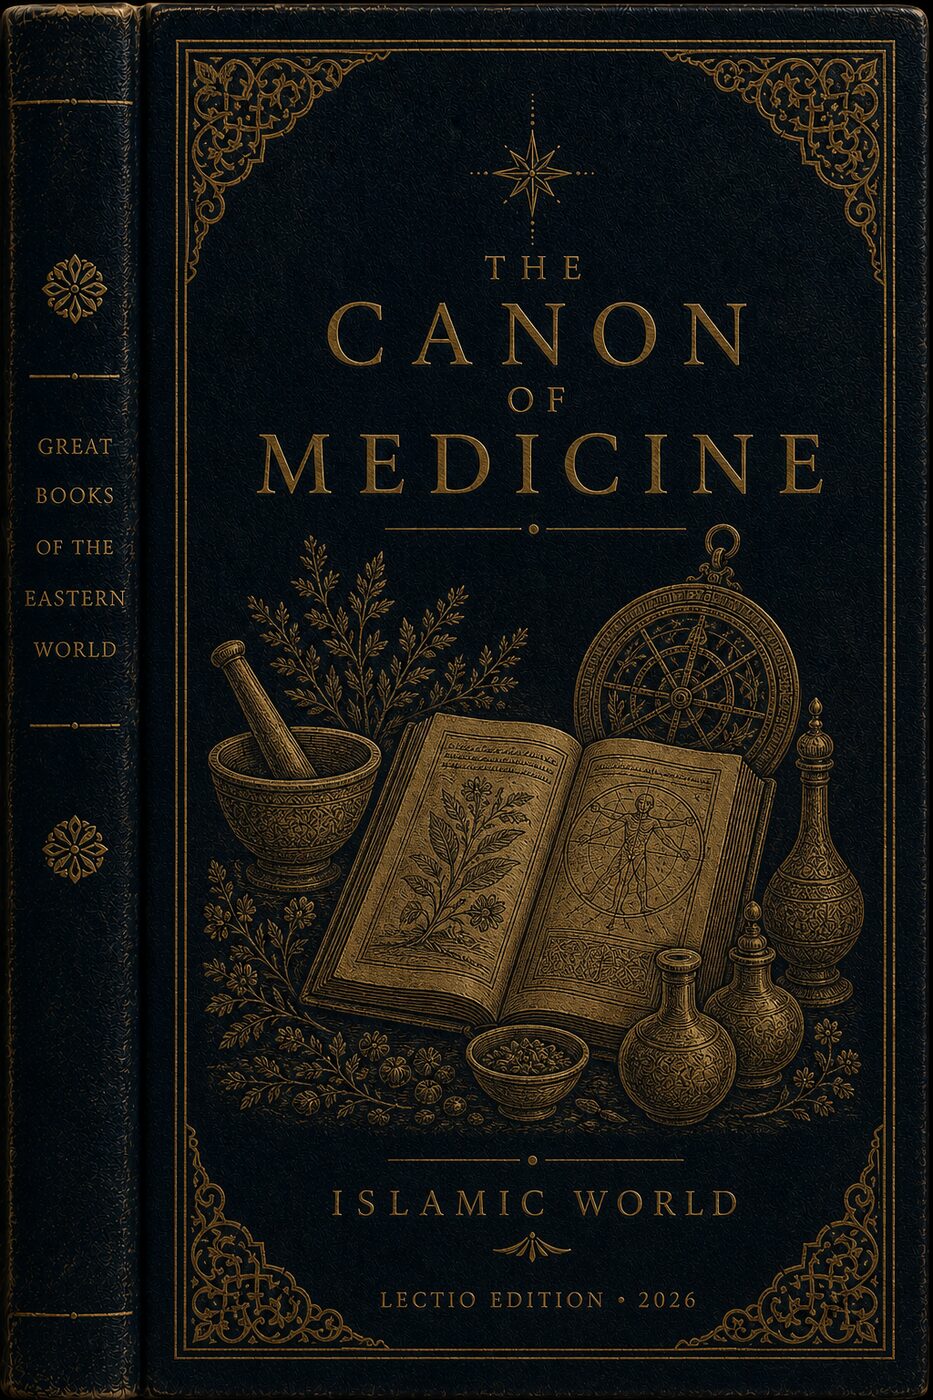 GREAT
BOOKS
OF THE
EASTERN
WORLD
THE
CANON
OF
MEDICINE
ISLAMIC WORLD
LECTIO EDITION • 2026